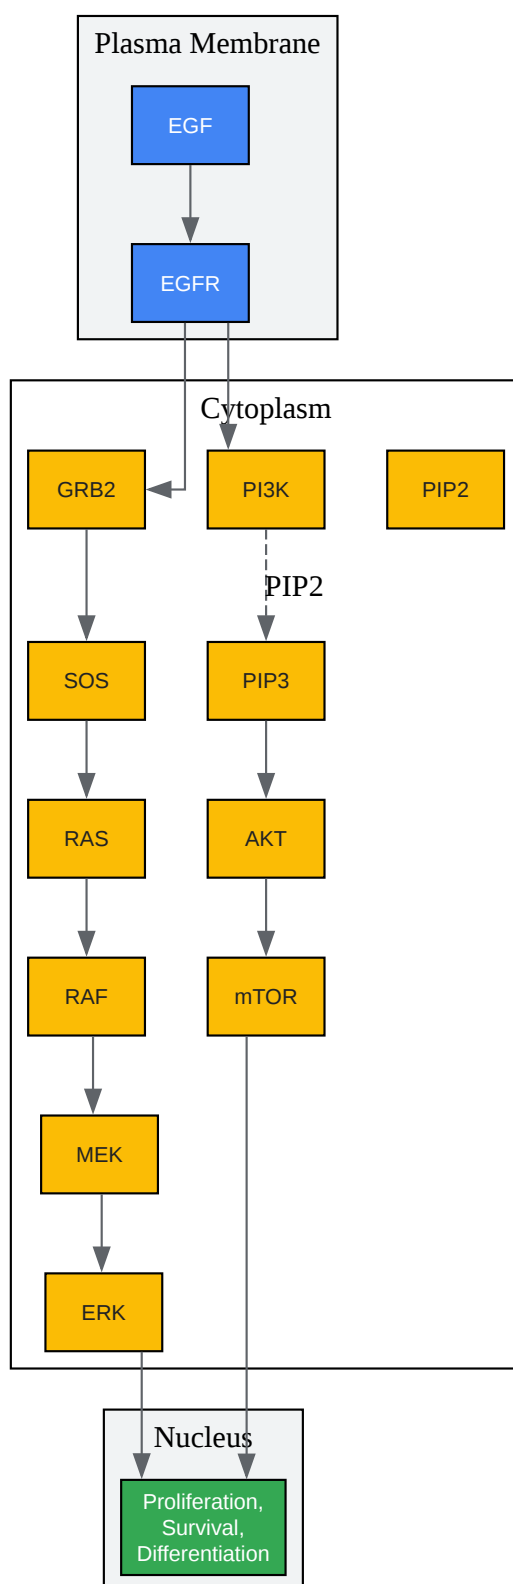 Plasma Membrane
EGF
EGFR
Cytoplasm
GRB2
PI3K
PIP2
PIP2
SOS
PIP3
RAS
AKT
RAF
mTOR
MEK
ERK
Nucleus
Proliferation,
Survival,
Differentiation